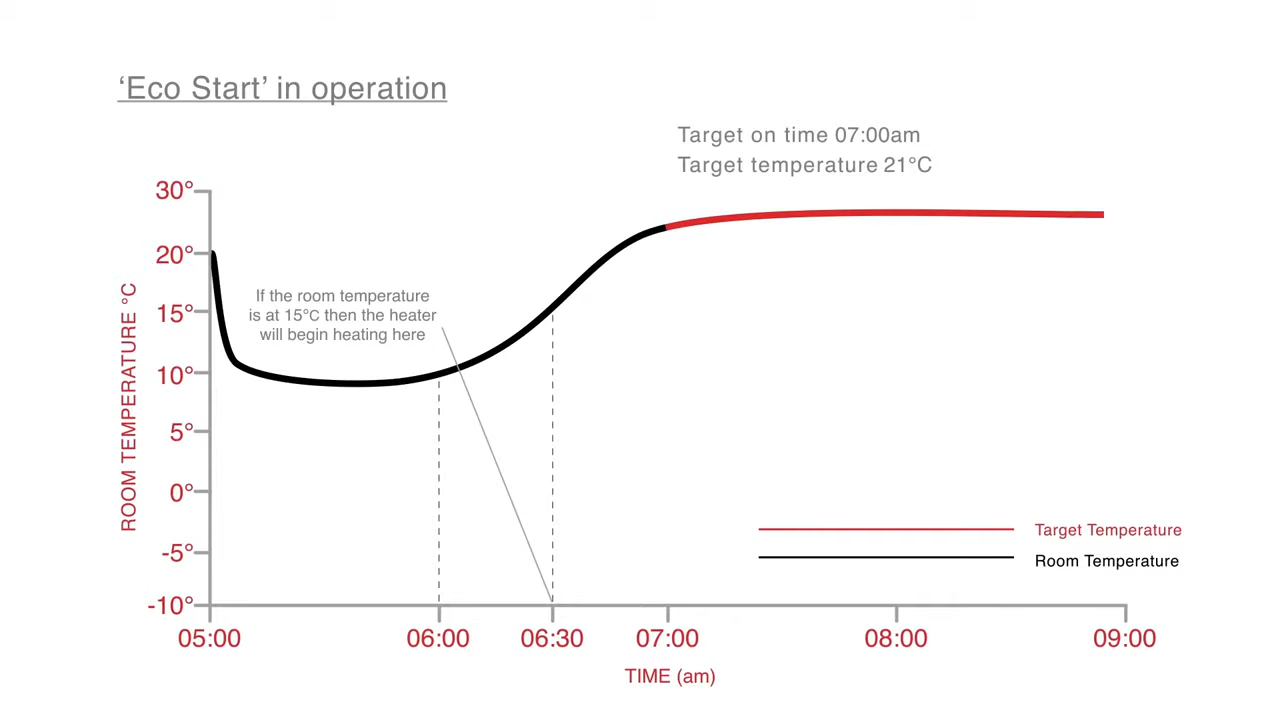 ‘Eco Start’ in operation
Target on time 07:00am
Target temperature 21°C
30°
20°
15°
10°
5°
0°
-5°
-10°
ROOM TEMPERATURE °C
If the room temperature
is at 15°C then the heater
will begin heating here
Target Temperature
Room Temperature
05:00
06:00
06:30
07:00
08:00
09:00
TIME (am)